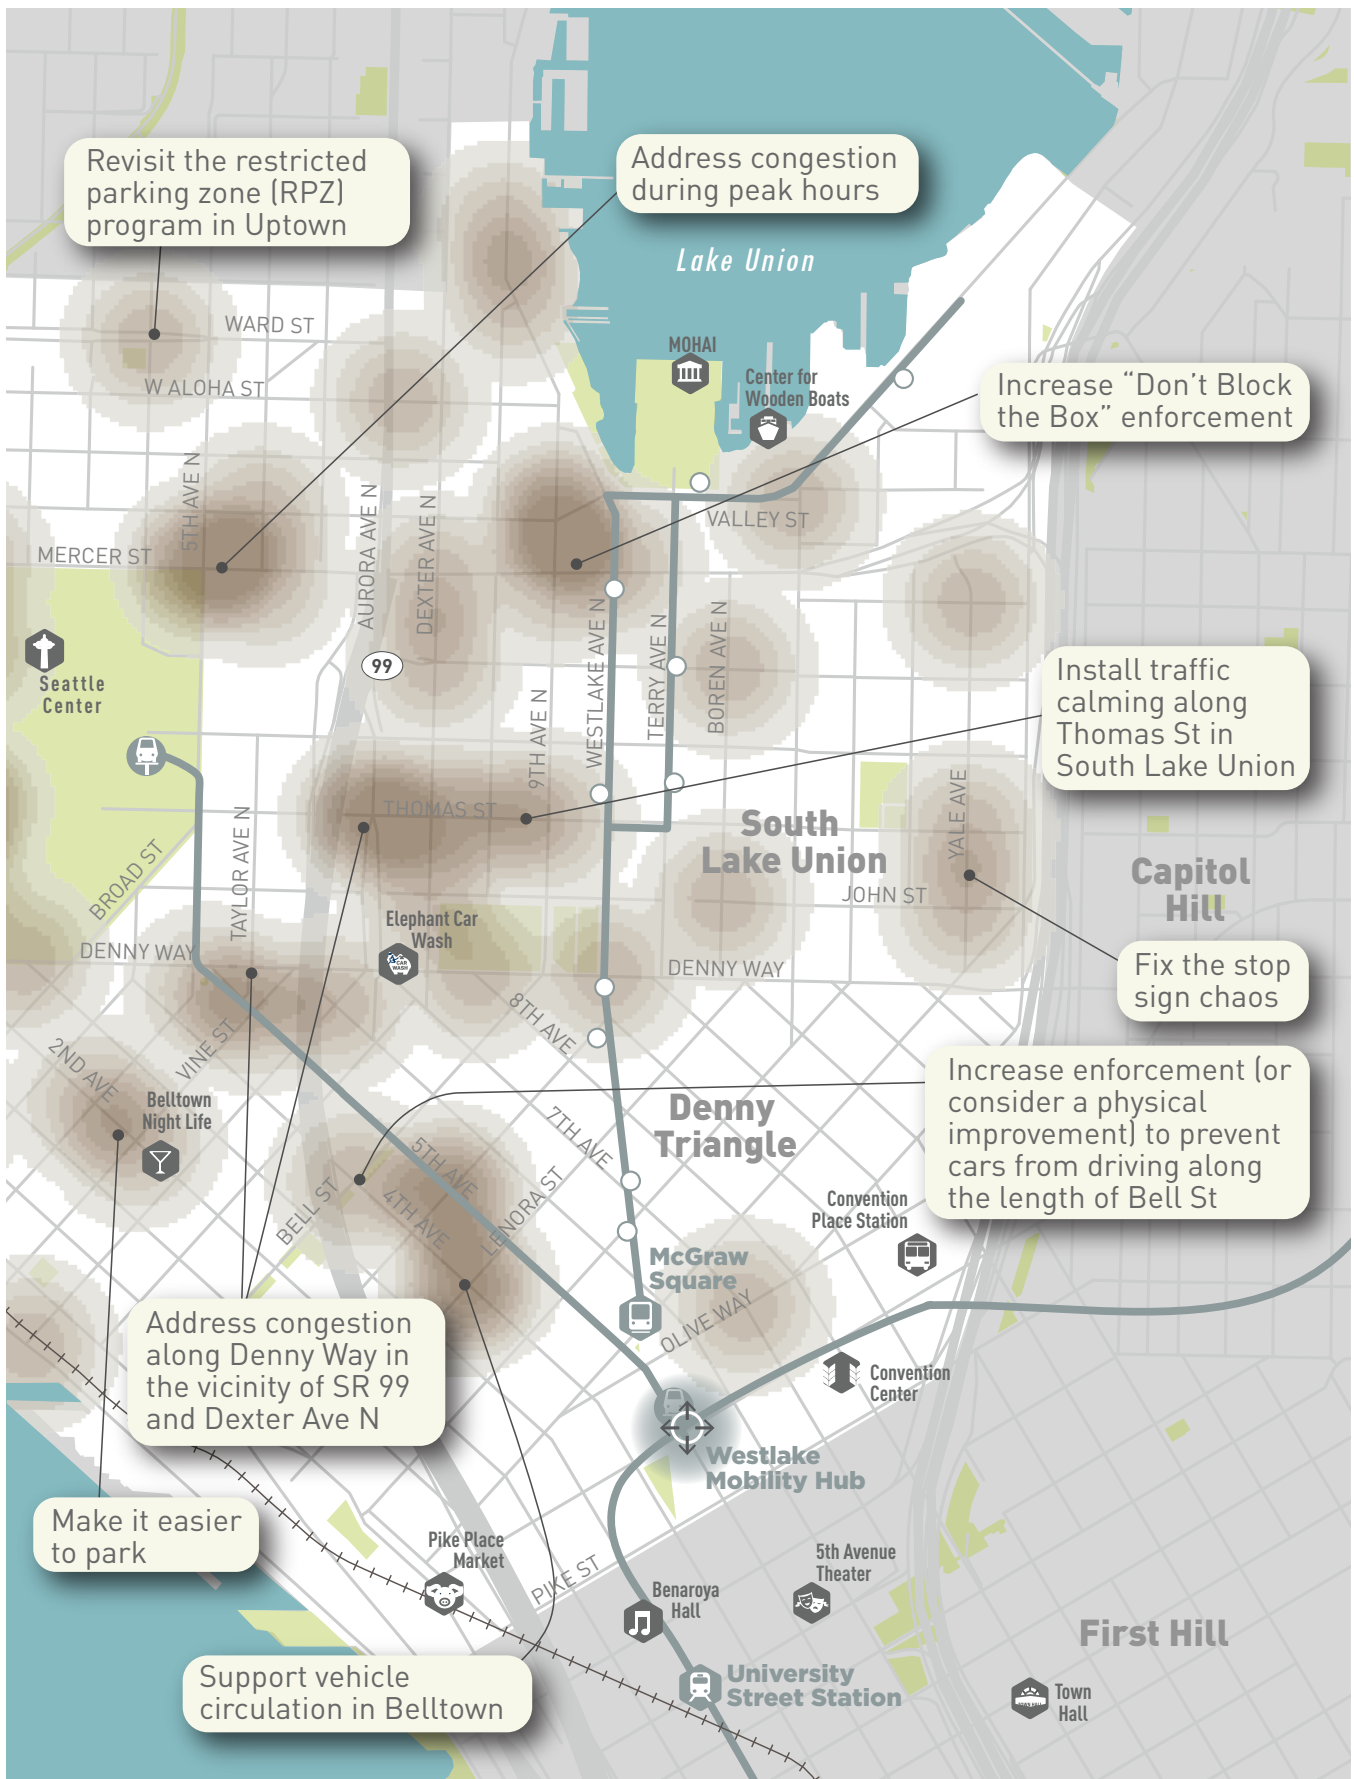 Revisit the restricted
parking zone (RPZ)
program in Uptown
Address congestion
during peak hours
Lake Union
WARD ST
MOHAI
Center for
Wooden Boats
W ALOHA ST
Increase “Don’t Block
the Box” enforcement
5TH AVE N
AURORA AVE N
DEXTER AVE N
VALLEY ST
MERCER ST
WESTLAKE AVE N
TERRY AVE N
BOREN AVE N
99
Seattle
Center
9TH AVE N
Install traffic
calming along
Thomas St in
South Lake Union
THOMAS ST
YALE AVE
South
Lake Union
TAYLOR AVE N
BROAD ST
JOHN ST
Capitol
Hill
Elephant Car
Wash
CAR
WASH
DENNY WAY
DENNY WAY
Fix the stop
sign chaos
8TH AVE
VINE ST
2ND AVE
Belltown
Night Life
Increase enforcement (or
consider a physical
improvement) to prevent
cars from driving along
the length of Bell St
Denny
Triangle
7TH AVE
5TH AVE
4TH AVE
BELL ST
LENORA ST
Convention
Place Station
McGraw
Square
OLIVE WAY
Address congestion
along Denny Way in
the vicinity of SR 99
and Dexter Ave N
Convention
Center
Westlake
Mobility Hub
Make it easier
to park
Pike Place
Market
PIKE ST
5th Avenue
Theater
Benaroya
Hall
First Hill
Support vehicle
circulation in Belltown
University
Street Station
TOWN HALL
Town
Hall